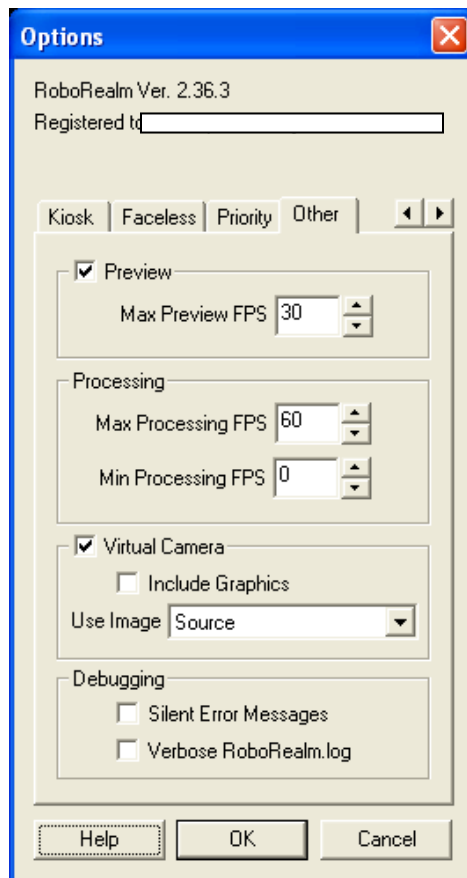 Options
RoboRealm Ver. 2.36.3
Registered to
Kiosk Faceless Priority Other
Preview
Max Preview FPS 30
Processing
Max Processing FPS 60
Min Processing FPS 0
Virtual Camera
Include Graphics
Use Image Source
Debugging
Silent Error Messages
Verbose RoboRealm.log
Help OK Cancel